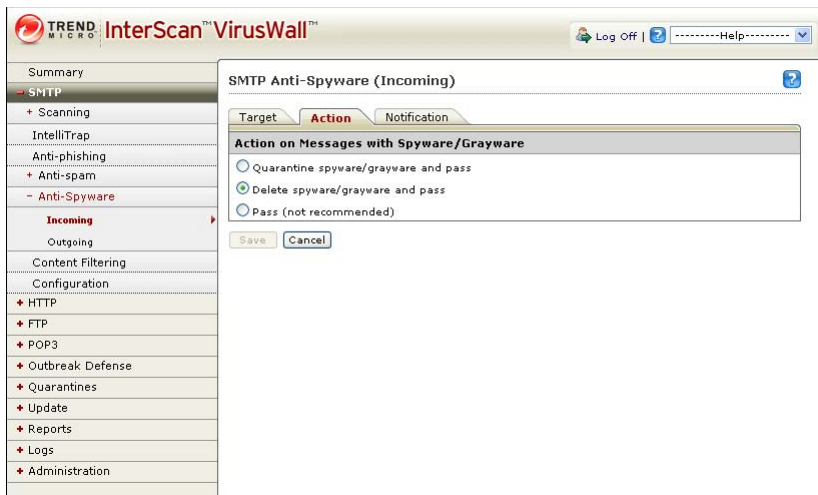 TREND MICRO InterScan™ VirusWall™
Log Off | ---------Help---------
Summary
− SMTP
+ Scanning
IntelliTrap
Anti-phishing
+ Anti-spam
− Anti-Spyware
Incoming
Outgoing
Content Filtering
Configuration
+ HTTP
+ FTP
+ POP3
+ Outbreak Defense
+ Quarantines
+ Update
+ Reports
+ Logs
+ Administration
SMTP Anti-Spyware (Incoming)
?
Target Action Notification
Action on Messages with Spyware/Grayware
Quarantine spyware/grayware and pass
Delete spyware/grayware and pass
Pass (not recommended)
Save Cancel